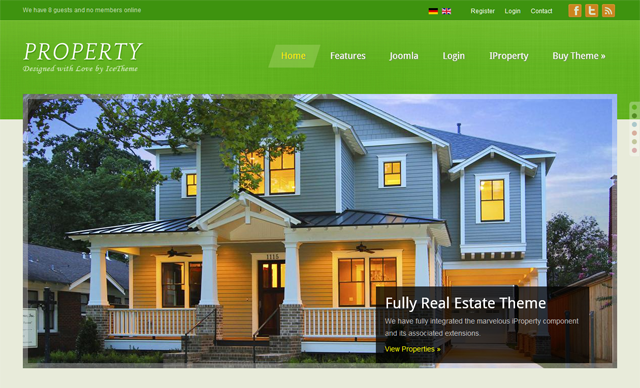 We have 8 guests and no members online
Register Login Contact
PROPERTY
Designed with Love by IceTheme
Home Features Joomla Login IProperty Buy Theme »
1115
Fully Real Estate Theme
We have fully integrated the marvelous iProperty component
and its associated extensions.
View Properties »